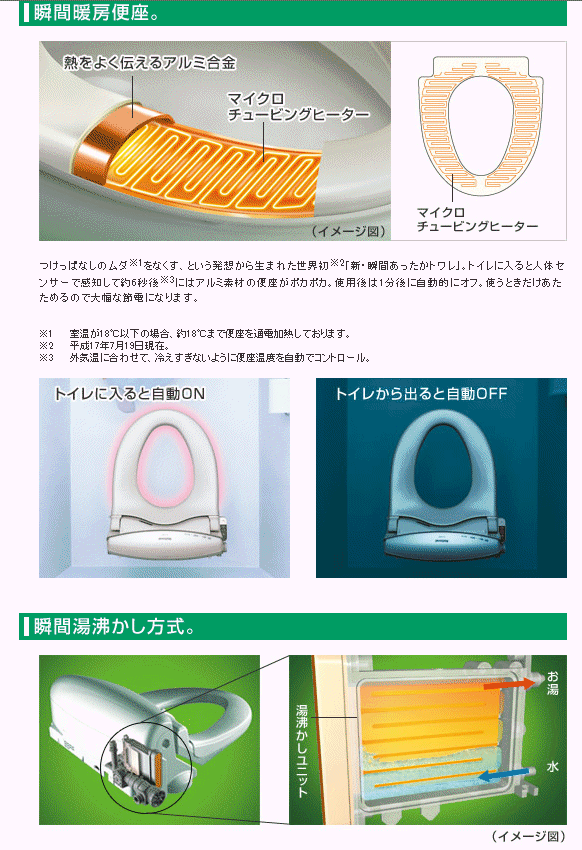 瞬間暖房便座。
熱をよく伝えるアルミ合金
マイクロ
チュービングヒーター
(イメージ図)
マイクロ
チュービングヒーター
つけっぱなしのムダ※1をなくす、という発想から生まれた世界初※2「新・瞬間あったかトワレ」。トイレに入ると人体セ
ンサーで感知して約6秒後※3にはアルミ素材の便座がポカポカ。使用後は1分後に自動的にオフ。使うときだけあた
ためるので大幅な節電になります。
※1 室温が18℃以下の場合、約18℃まで便座を通電加熱しております。
※2 平成17年7月19日現在。
※3 外気温に合わせて、冷えすぎないように便座温度を自動でコントロール。
トイレに入ると自動ON
トイレから出ると自動OFF
瞬間湯沸かし方式。
湯沸かしユニット
お湯
水
(イメージ図)